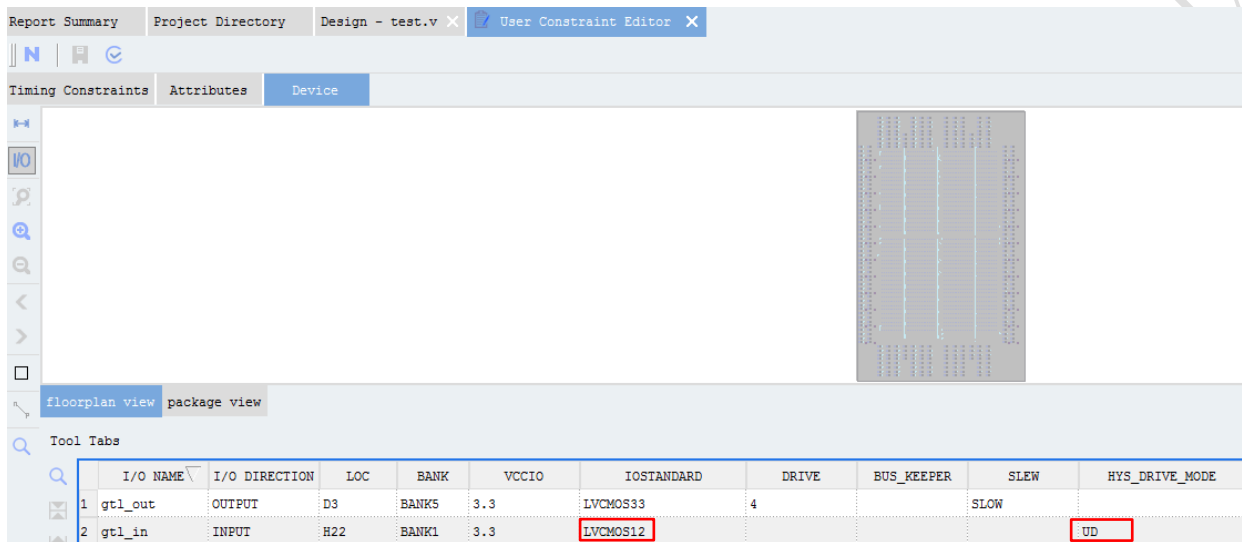 Report Summary Project Directory Design - test.v User Constraint Editor
N
Timing Constraints Attributes Device
I/O
floorplan view package view
Tool Tabs
I/O NAME I/O DIRECTION LOC BANK VCCIO IOSTANDARD DRIVE BUS_KEEPER SLEW HYS_DRIVE_MODE
1 gtl_out OUTPUT D3 BANK5 3.3 LVCMOS33 4 SLOW
2 gtl_in INPUT H22 BANK1 3.3 LVCMOS12 UD